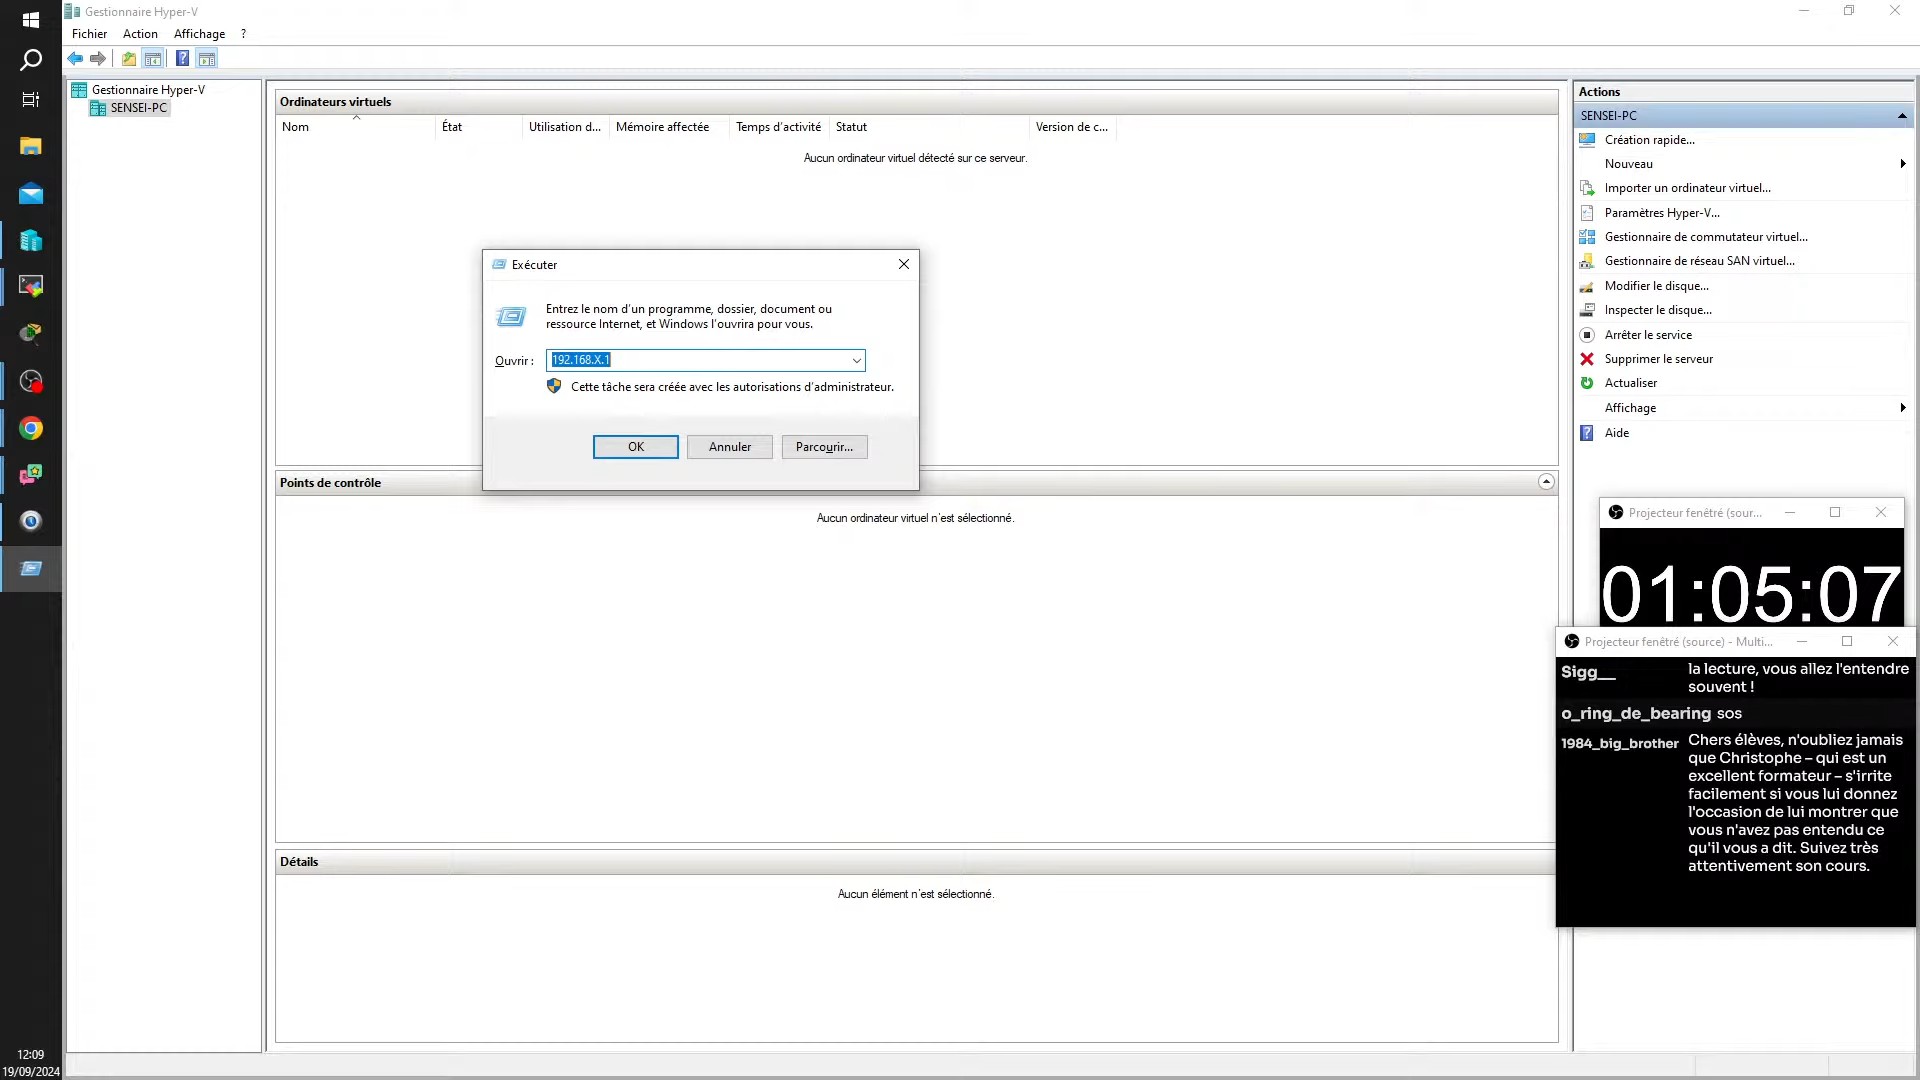 Gestionnaire Hyper-V
Fichier Action Affichage ?
Gestionnaire Hyper-V
SENSEI-PC
Ordinateurs virtuels
Nom État Utilisation d... Mémoire affectée Temps d'activité Statut Version de c...
Aucun ordinateur virtuel détecté sur ce serveur.
Exécuter
Entrez le nom d'un programme, dossier, document ou
ressource Internet, et Windows l'ouvrira pour vous.
Ouvrir : 192.168.X.1
Cette tâche sera créée avec les autorisations d'administrateur.
OK Annuler Parcourir...
Points de contrôle
Aucun ordinateur virtuel n'est sélectionné.
Détails
Aucun élément n'est sélectionné.
Actions
SENSEI-PC
Création rapide...
Nouveau
Importer un ordinateur virtuel...
Paramètres Hyper-V...
Gestionnaire de commutateur virtuel...
Gestionnaire de réseau SAN virtuel...
Modifier le disque...
Inspecter le disque...
Arrêter le service
Supprimer le serveur
Actualiser
Affichage
Aide
Projecteur fenêtré (sour...
01:05:07
Projecteur fenêtré (source) - Multi...
Sigg__ la lecture, vous allez l'entendre
souvent !
o_ring_de_bearing sos
1984_big_brother Chers élèves, n'oubliez jamais
que Christophe – qui est un
excellent formateur – s'irrite
facilement si vous lui donnez
l'occasion de lui montrer que
vous n'avez pas entendu ce
qu'il vous a dit. Suivez très
attentivement son cours.
12:09
19/09/2024